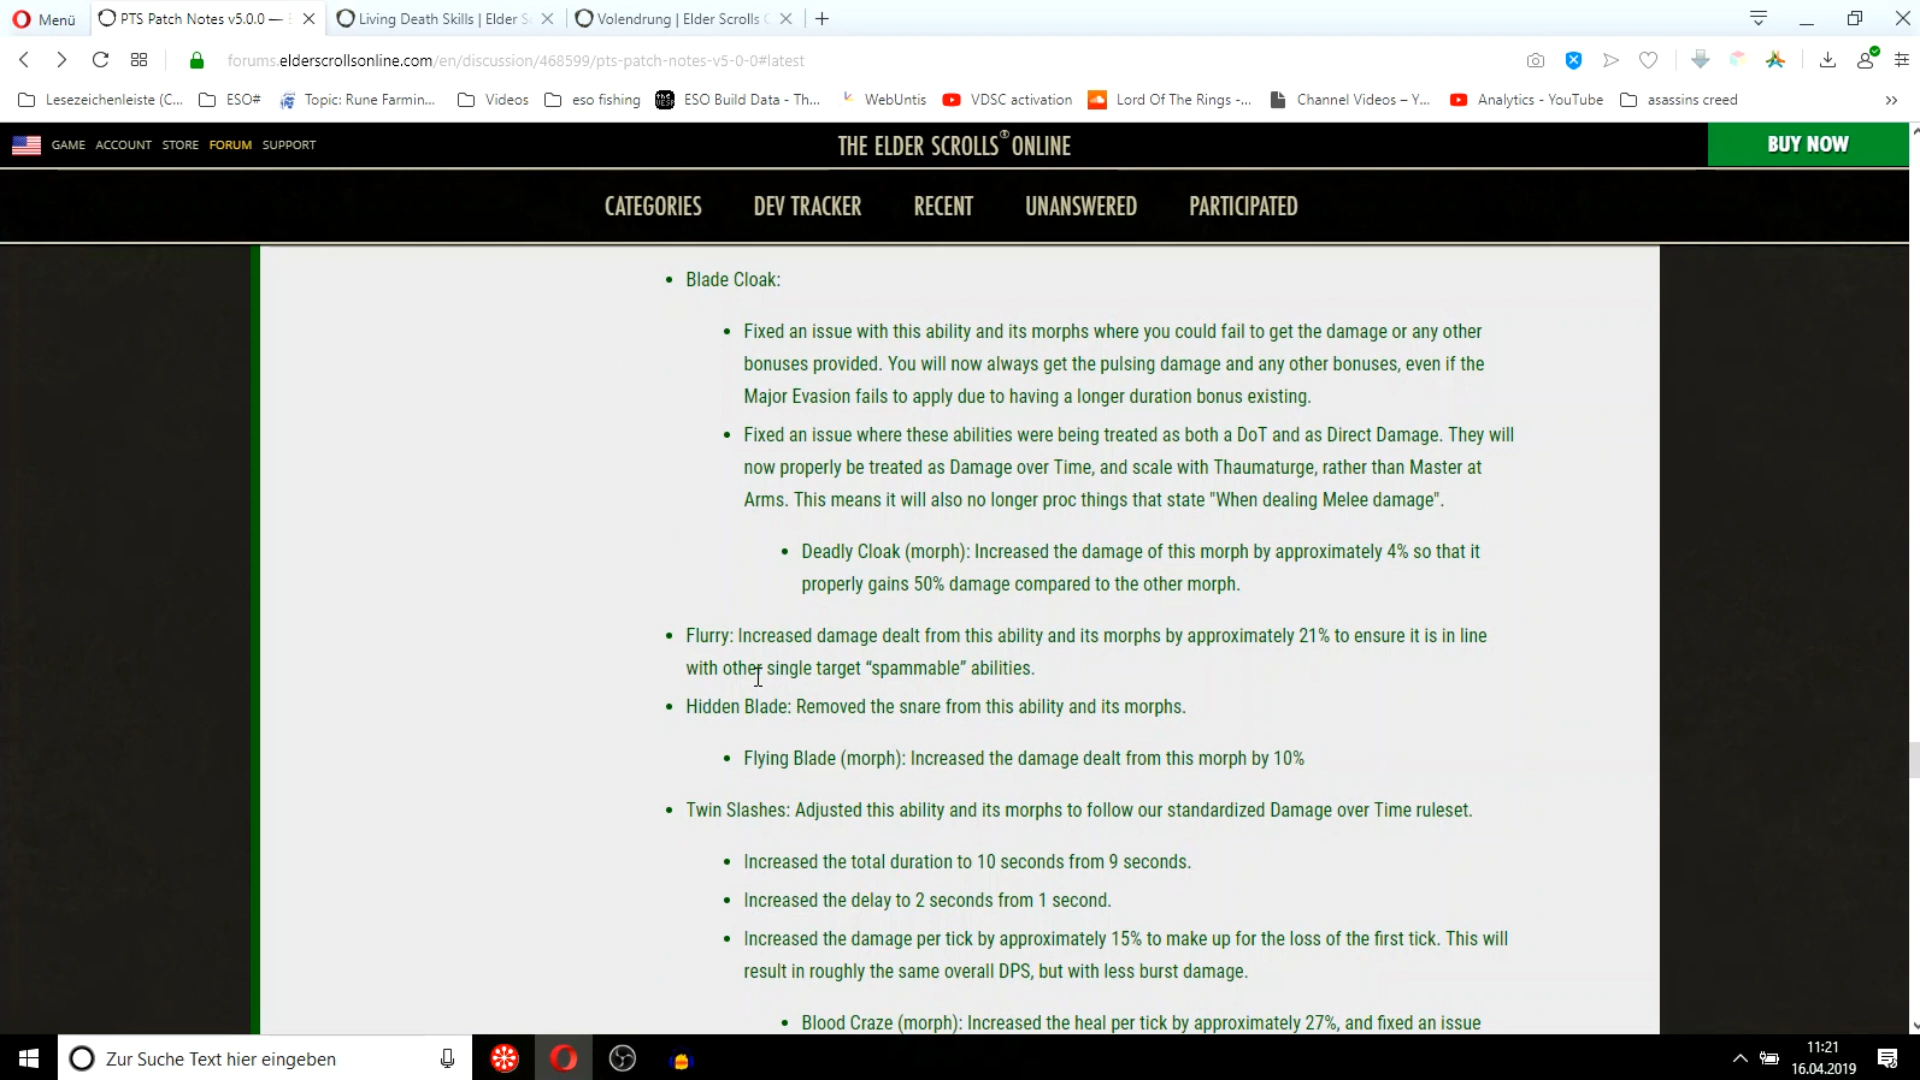 Menü
PTS Patch Notes v5.0.0 —
Living Death Skills | Elder S
Volendrung | Elder Scrolls
forums.elderscrollsonline.com/en/discussion/468599/pts-patch-notes-v5-0-0#latest
Lesezeichenleiste (C...
ESO#
Topic: Rune Farmin...
Videos
eso fishing
ESO Build Data - Th...
WebUntis
VDSC activation
Lord Of The Rings -...
Channel Videos – Y...
Analytics - YouTube
asassins creed
GAME ACCOUNT STORE FORUM SUPPORT
THE ELDER SCROLLS® ONLINE
BUY NOW
CATEGORIES DEV TRACKER RECENT UNANSWERED PARTICIPATED
• Blade Cloak:
• Fixed an issue with this ability and its morphs where you could fail to get the damage or any other
bonuses provided. You will now always get the pulsing damage and any other bonuses, even if the
Major Evasion fails to apply due to having a longer duration bonus existing.
• Fixed an issue where these abilities were being treated as both a DoT and as Direct Damage. They will
now properly be treated as Damage over Time, and scale with Thaumaturge, rather than Master at
Arms. This means it will also no longer proc things that state "When dealing Melee damage".
• Deadly Cloak (morph): Increased the damage of this morph by approximately 4% so that it
properly gains 50% damage compared to the other morph.
• Flurry: Increased damage dealt from this ability and its morphs by approximately 21% to ensure it is in line
with other single target “spammable” abilities.
• Hidden Blade: Removed the snare from this ability and its morphs.
• Flying Blade (morph): Increased the damage dealt from this morph by 10%
• Twin Slashes: Adjusted this ability and its morphs to follow our standardized Damage over Time ruleset.
• Increased the total duration to 10 seconds from 9 seconds.
• Increased the delay to 2 seconds from 1 second.
• Increased the damage per tick by approximately 15% to make up for the loss of the first tick. This will
result in roughly the same overall DPS, but with less burst damage.
• Blood Craze (morph): Increased the heal per tick by approximately 27%, and fixed an issue
Zur Suche Text hier eingeben
11:21
16.04.2019